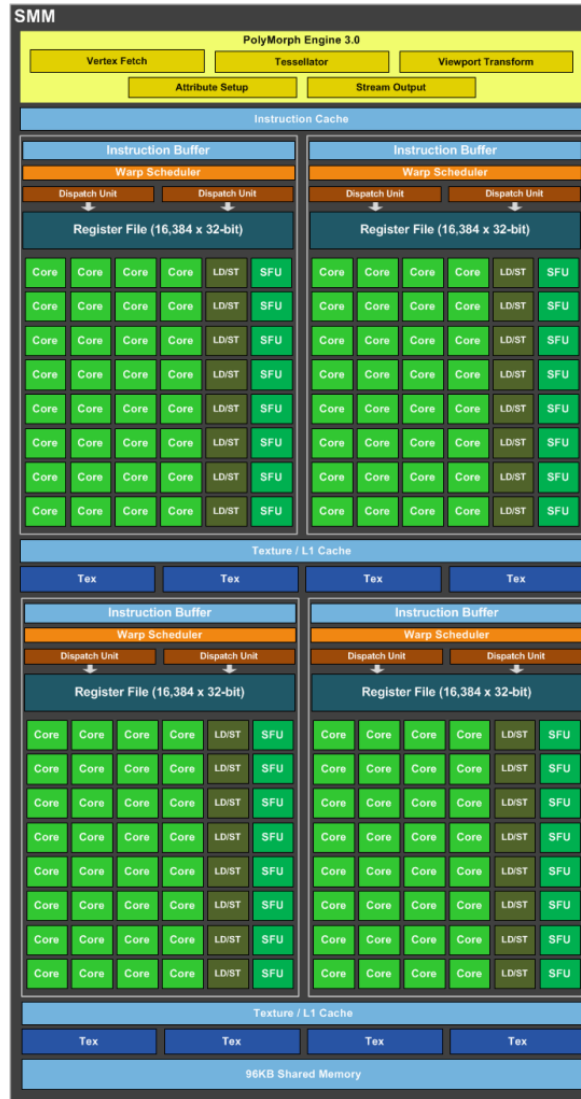 SMM
PolyMorph Engine 3.0
Vertex Fetch Tessellator Viewport Transform
Attribute Setup Stream Output
Instruction Cache
Instruction Buffer Instruction Buffer
Warp Scheduler Warp Scheduler
Dispatch Unit Dispatch Unit Dispatch Unit Dispatch Unit
Register File (16,384 x 32-bit) Register File (16,384 x 32-bit)
Core Core Core Core LD/ST SFU Core Core Core Core LD/ST SFU
Core Core Core Core LD/ST SFU Core Core Core Core LD/ST SFU
Core Core Core Core LD/ST SFU Core Core Core Core LD/ST SFU
Core Core Core Core LD/ST SFU Core Core Core Core LD/ST SFU
Core Core Core Core LD/ST SFU Core Core Core Core LD/ST SFU
Core Core Core Core LD/ST SFU Core Core Core Core LD/ST SFU
Core Core Core Core LD/ST SFU Core Core Core Core LD/ST SFU
Core Core Core Core LD/ST SFU Core Core Core Core LD/ST SFU
Texture / L1 Cache
Tex Tex Tex Tex
Instruction Buffer Instruction Buffer
Warp Scheduler Warp Scheduler
Dispatch Unit Dispatch Unit Dispatch Unit Dispatch Unit
Register File (16,384 x 32-bit) Register File (16,384 x 32-bit)
Core Core Core Core LD/ST SFU Core Core Core Core LD/ST SFU
Core Core Core Core LD/ST SFU Core Core Core Core LD/ST SFU
Core Core Core Core LD/ST SFU Core Core Core Core LD/ST SFU
Core Core Core Core LD/ST SFU Core Core Core Core LD/ST SFU
Core Core Core Core LD/ST SFU Core Core Core Core LD/ST SFU
Core Core Core Core LD/ST SFU Core Core Core Core LD/ST SFU
Core Core Core Core LD/ST SFU Core Core Core Core LD/ST SFU
Core Core Core Core LD/ST SFU Core Core Core Core LD/ST SFU
Texture / L1 Cache
Tex Tex Tex Tex
96KB Shared Memory